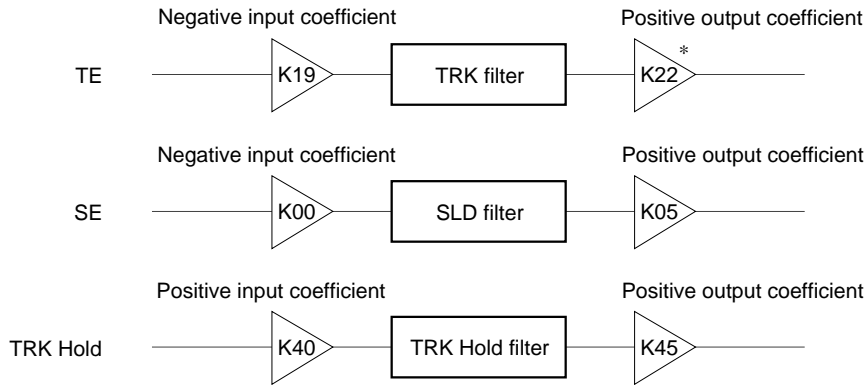 Negative input coefficient Positive output coefficient
TE K19 TRK filter K22 *
Negative input coefficient Positive output coefficient
SE K00 SLD filter K05
Positive input coefficient Positive output coefficient
TRK Hold K40 TRK Hold filter K45